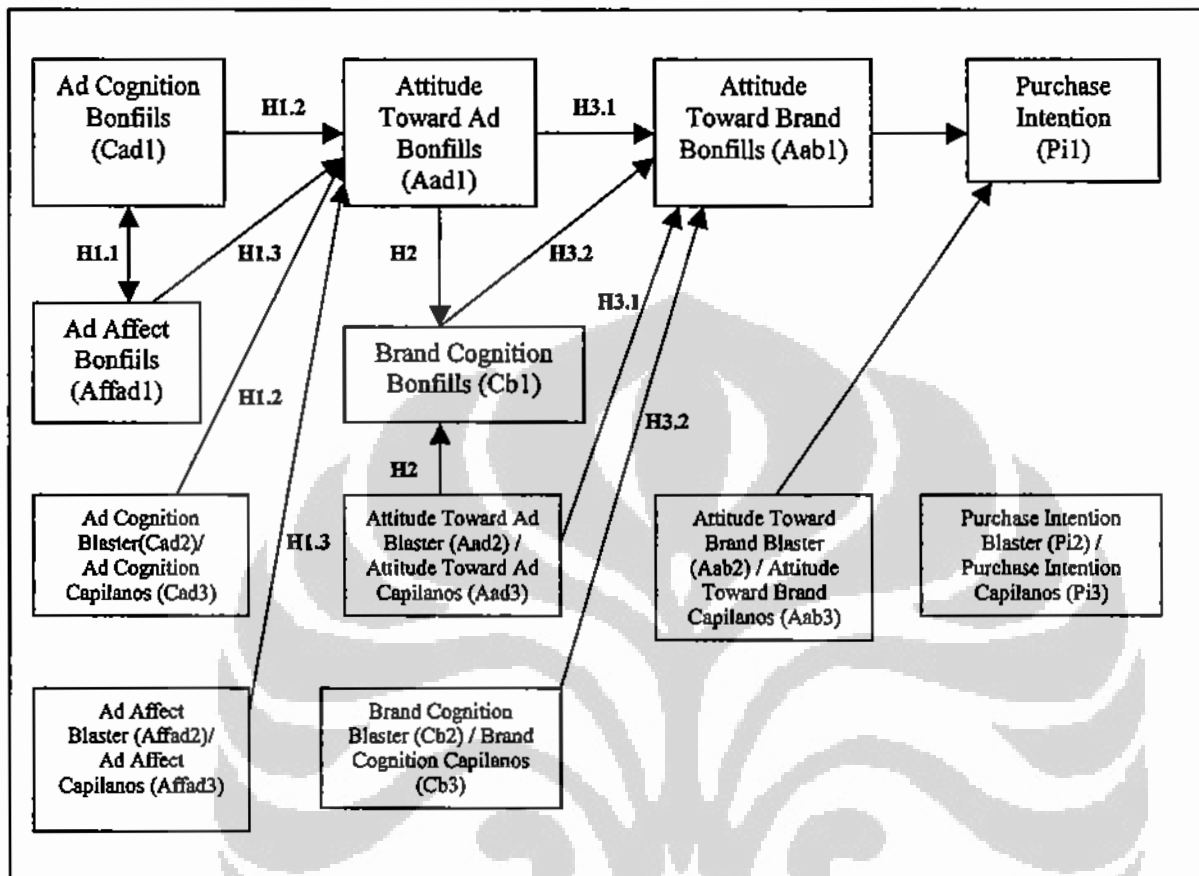 Ad Cognition
Bonfiils
(Cad1)
H1.2
Attitude
Toward Ad
Bonfills
(Aad1)
H3.1
Attitude
Toward Brand
Bonfills (Aab1)
Purchase
Intention
(Pi1)
H1.1
H1.3
H2
H3.2
H3.1
Ad Affect
Bonfiils
(Affad1)
Brand Cognition
Bonfills (Cb1)
H1.2
H3.2
H2
H1.3
Ad Cognition
Blaster(Cad2)/
Ad Cognition
Capilanos (Cad3)
Attitude Toward Ad
Blaster (Aad2) /
Attitude Toward Ad
Capilanos (Aad3)
Attitude Toward
Brand Blaster
(Aab2) / Attitude
Toward Brand
Capilanos (Aab3)
Purchase Intention
Blaster (Pi2) /
Purchase Intention
Capilanos (Pi3)
Ad Affect
Blaster (Affad2)/
Ad Affect
Capilanos (Affad3)
Brand Cognition
Blaster (Cb2) / Brand
Cognition Capilanos
(Cb3)